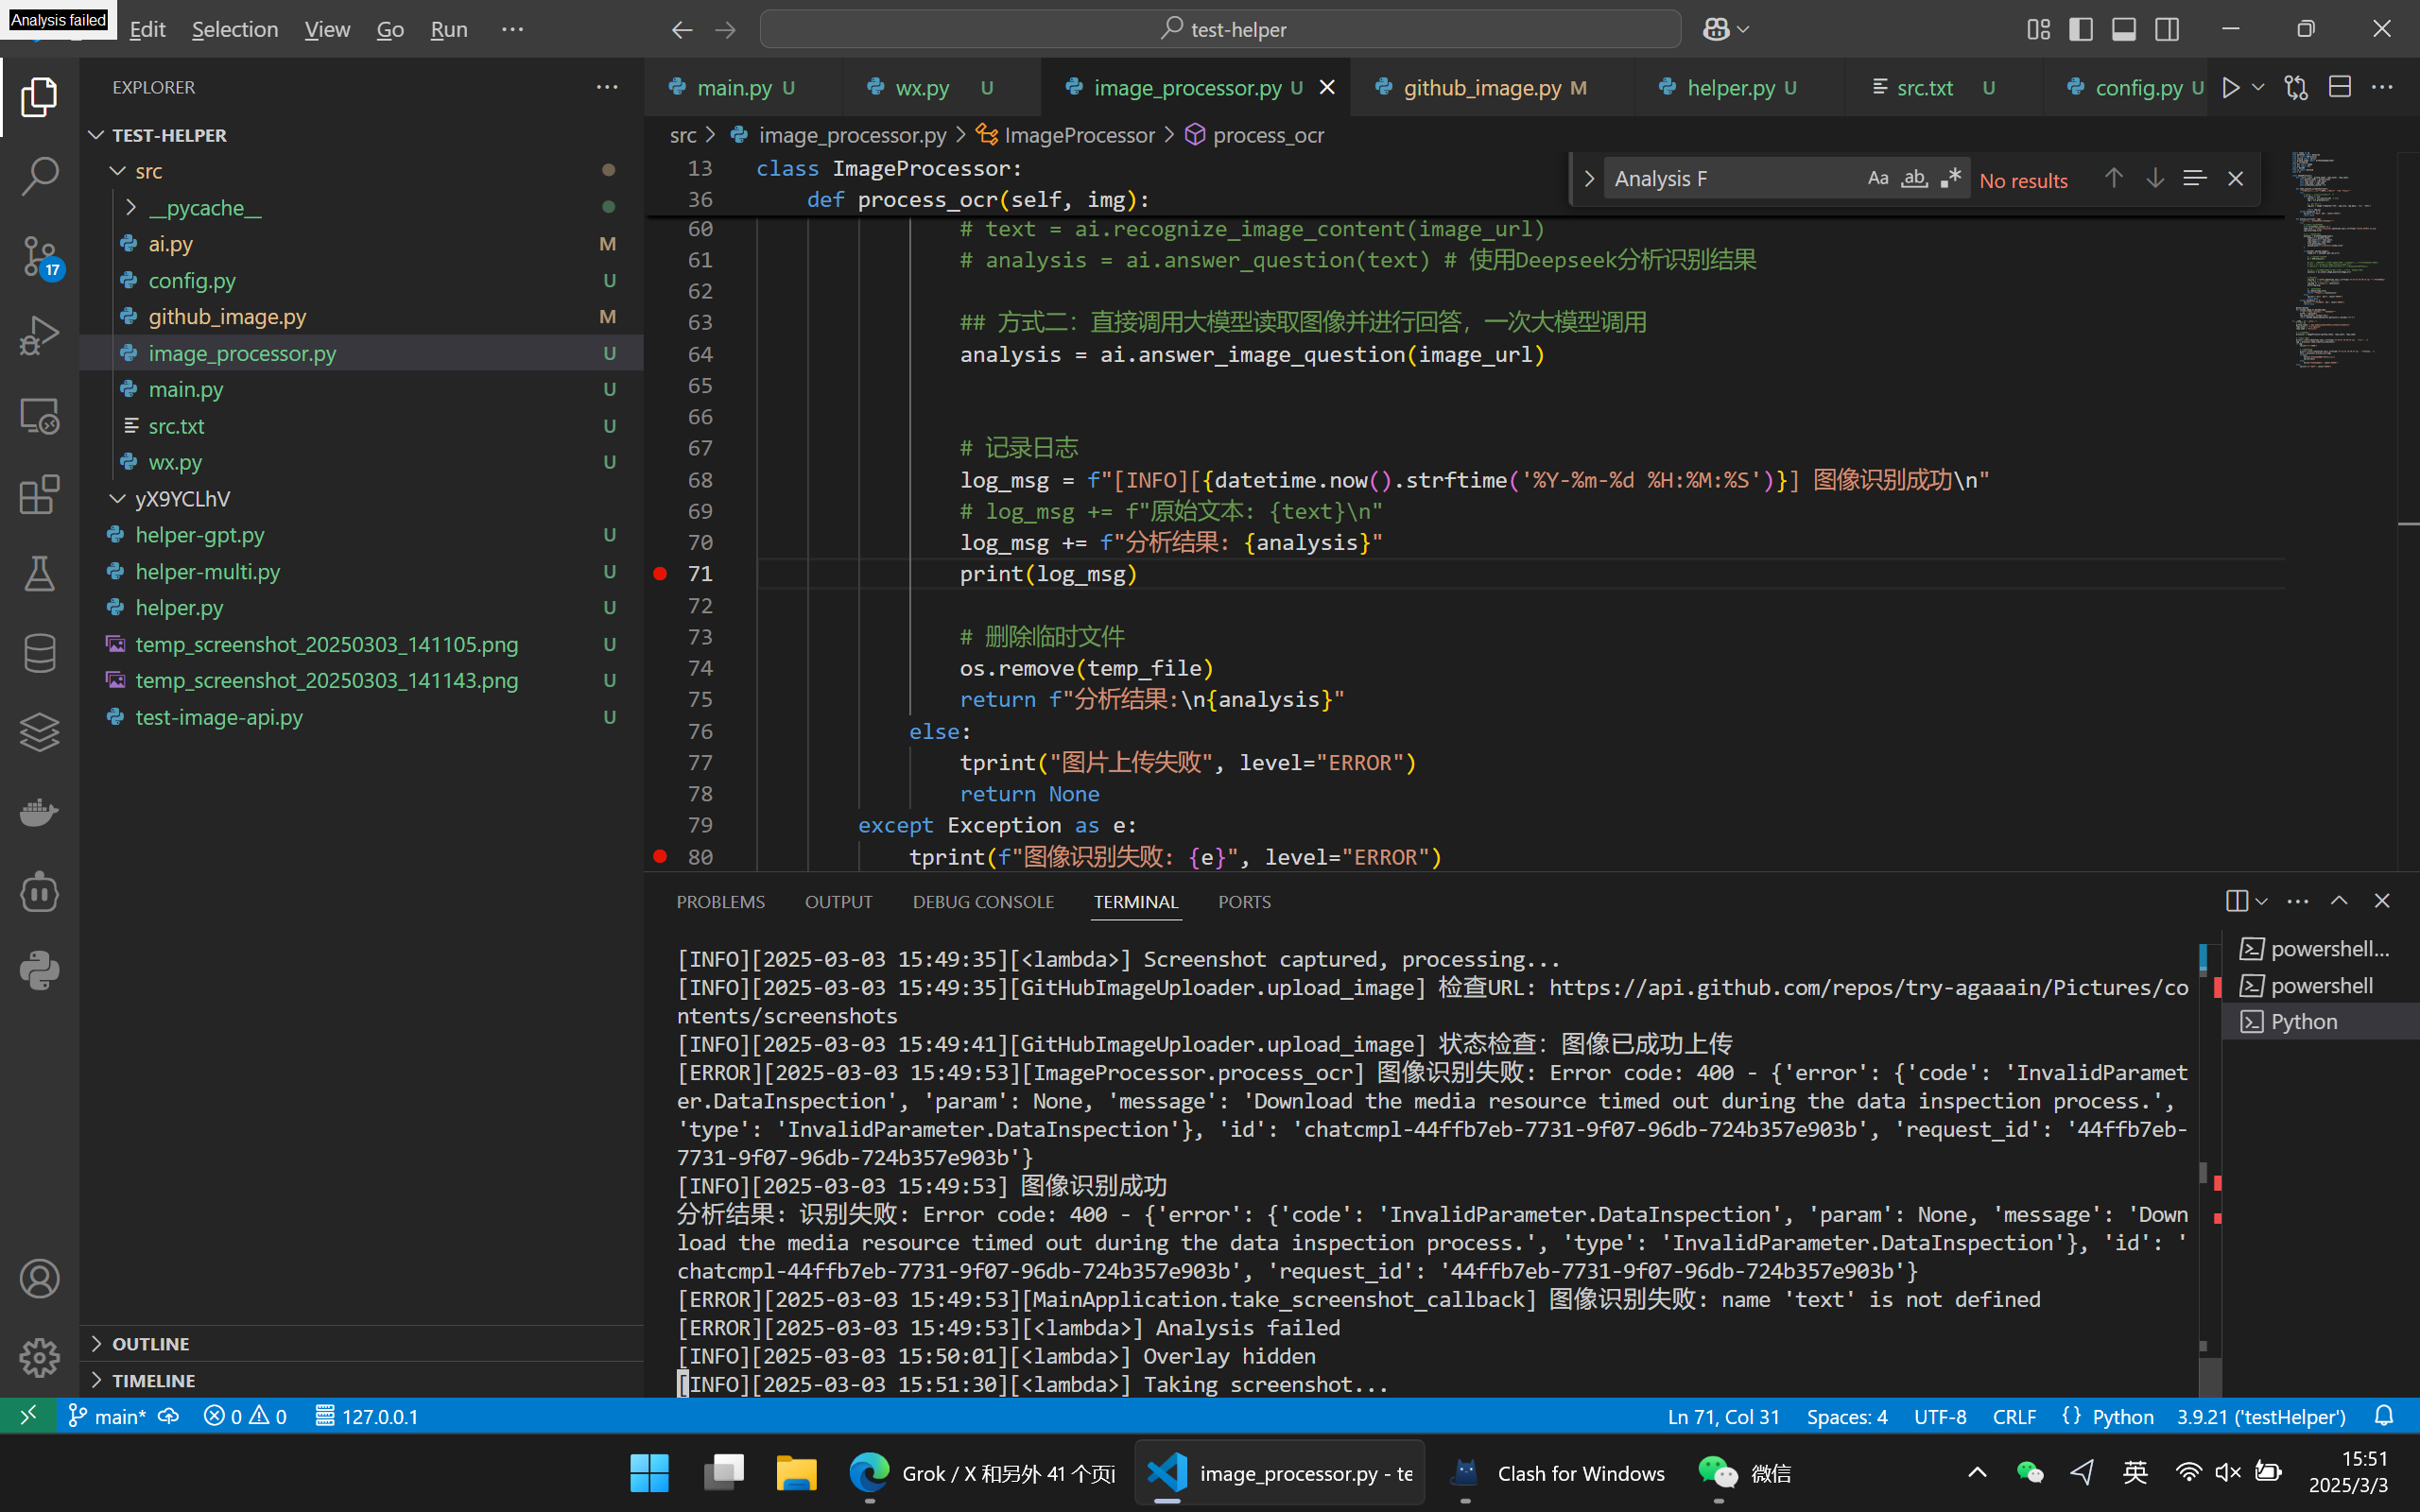 Analysis failed
Edit Selection View Go Run ···
test-helper
EXPLORER ···
TEST-HELPER
src
__pycache__
ai.py M
config.py U
github_image.py M
image_processor.py U
main.py U
src.txt U
wx.py U
yX9YCLhV
helper-gpt.py U
helper-multi.py U
helper.py U
temp_screenshot_20250303_141105.png U
temp_screenshot_20250303_141143.png U
test-image-api.py U
OUTLINE
TIMELINE
17
main.py U wx.py U image_processor.py U github_image.py M helper.py U src.txt U config.py U
src > image_processor.py > ImageProcessor > process_ocr
Analysis F Aa ab No results
13 class ImageProcessor:
36 def process_ocr(self, img):
60 # text = ai.recognize_image_content(image_url)
61 # analysis = ai.answer_question(text) # 使用Deepseek分析识别结果
62
63 ## 方式二：直接调用大模型读取图像并进行回答，一次大模型调用
64 analysis = ai.answer_image_question(image_url)
65
66
67 # 记录日志
68 log_msg = f"[INFO][{datetime.now().strftime('%Y-%m-%d %H:%M:%S')}] 图像识别成功\n"
69 # log_msg += f"原始文本: {text}\n"
70 log_msg += f"分析结果: {analysis}"
71 print(log_msg)
72
73 # 删除临时文件
74 os.remove(temp_file)
75 return f"分析结果:\n{analysis}"
76 else:
77 tprint("图片上传失败", level="ERROR")
78 return None
79 except Exception as e:
80 tprint(f"图像识别失败: {e}", level="ERROR")
PROBLEMS OUTPUT DEBUG CONSOLE TERMINAL PORTS
[INFO][2025-03-03 15:49:35][<lambda>] Screenshot captured, processing...
[INFO][2025-03-03 15:49:35][GitHubImageUploader.upload_image] 检查URL: https://api.github.com/repos/try-agaaain/Pictures/co
ntents/screenshots
[INFO][2025-03-03 15:49:41][GitHubImageUploader.upload_image] 状态检查: 图像已成功上传
[ERROR][2025-03-03 15:49:53][ImageProcessor.process_ocr] 图像识别失败: Error code: 400 - {'error': {'code': 'InvalidParamet
er.DataInspection', 'param': None, 'message': 'Download the media resource timed out during the data inspection process.',
'type': 'InvalidParameter.DataInspection'}, 'id': 'chatcmpl-44ffb7eb-7731-9f07-96db-724b357e903b', 'request_id': '44ffb7eb-
7731-9f07-96db-724b357e903b'}
[INFO][2025-03-03 15:49:53] 图像识别成功
分析结果: 识别失败: Error code: 400 - {'error': {'code': 'InvalidParameter.DataInspection', 'param': None, 'message': 'Down
load the media resource timed out during the data inspection process.', 'type': 'InvalidParameter.DataInspection'}, 'id': '
chatcmpl-44ffb7eb-7731-9f07-96db-724b357e903b', 'request_id': '44ffb7eb-7731-9f07-96db-724b357e903b'}
[ERROR][2025-03-03 15:49:53][MainApplication.take_screenshot_callback] 图像识别失败: name 'text' is not defined
[ERROR][2025-03-03 15:49:53][<lambda>] Analysis failed
[INFO][2025-03-03 15:50:01][<lambda>] Overlay hidden
[INFO][2025-03-03 15:51:30][<lambda>] Taking screenshot...
powershell...
powershell
Python
main* 0 0 127.0.0.1 Ln 71, Col 31 Spaces: 4 UTF-8 CRLF {} Python 3.9.21 ('testHelper')
Grok / X 和另外 41 个页i image_processor.py - te Clash for Windows 微信 英 15:51
2025/3/3